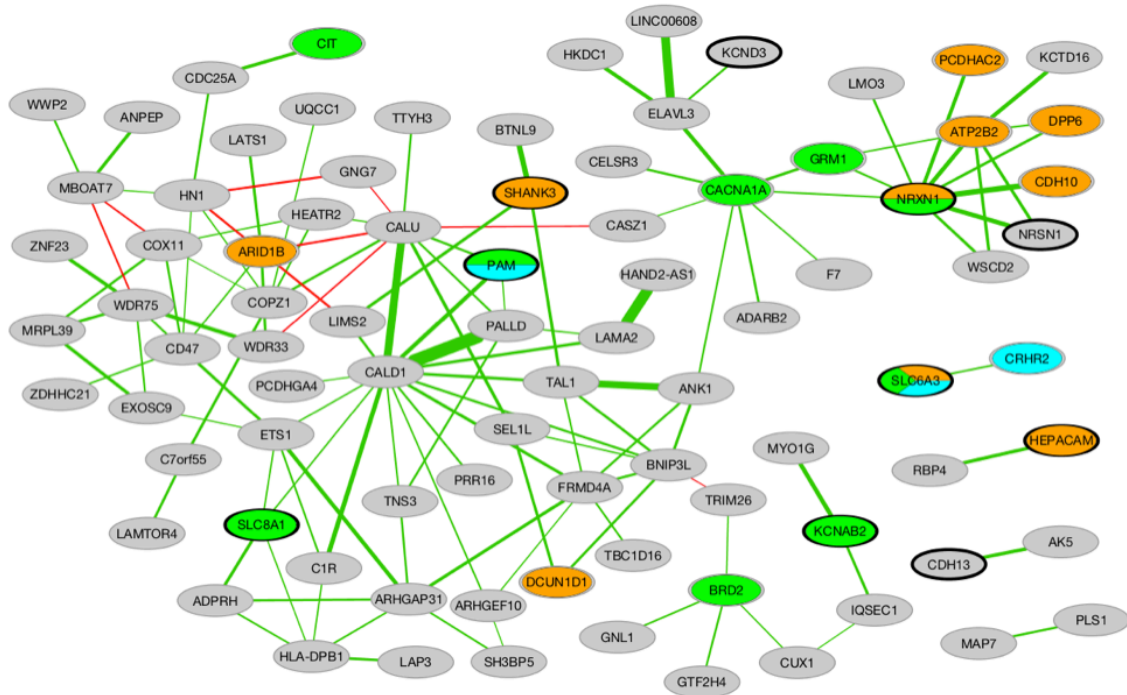 LINC00608
CIT
HKDC1
KCND3
PCDHAC2
KCTD16
CDC25A
LMO3
WWP2
UQCC1
ELAVL3
ANPEP
TTYH3
DPP6
LATS1
BTNL9
ATP2B2
CELSR3
GRM1
GNG7
MBOAT7
HN1
SHANK3
CACNA1A
CDH10
NRXN1
HEATR2
CALU
CASZ1
NRSN1
ZNF23
COX11
ARID1B
PAM
HAND2-AS1
F7
WSCD2
WDR75
COPZ1
MRPL39
LIMS2
PALLD
LAMA2
ADARB2
CD47
WDR33
CRHR2
CALD1
SLC6A3
PCDHGA4
TAL1
ANK1
ZDHHC21
EXOSC9
ETS1
SEL1L
MYO1G
HEPACAM
C7orf55
BNIP3L
RBP4
PRR16
FRMD4A
TNS3
TRIM26
SLC8A1
KCNAB2
LAMTOR4
TBC1D16
AK5
C1R
CDH13
DCUN1D1
BRD2
ADPRH
ARHGAP31
ARHGEF10
IQSEC1
PLS1
GNL1
MAP7
HLA-DPB1
LAP3
SH3BP5
CUX1
GTF2H4